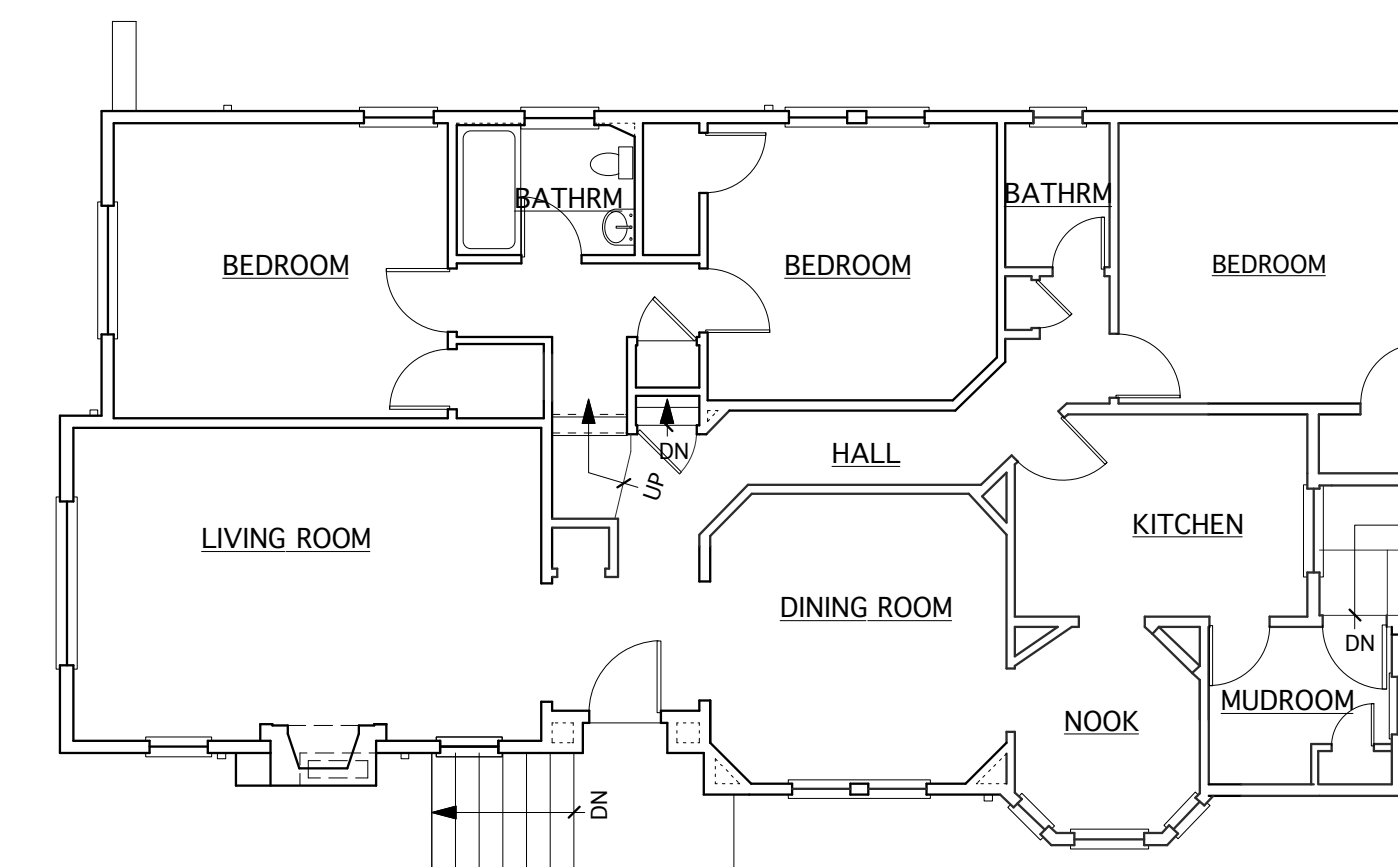 BATHRM
BATHRM
BEDROOM
BEDROOM
BEDROOM
DN
HALL
UP
LIVING ROOM
KITCHEN
DINING ROOM
DN
MUDROOM
NOOK
DN